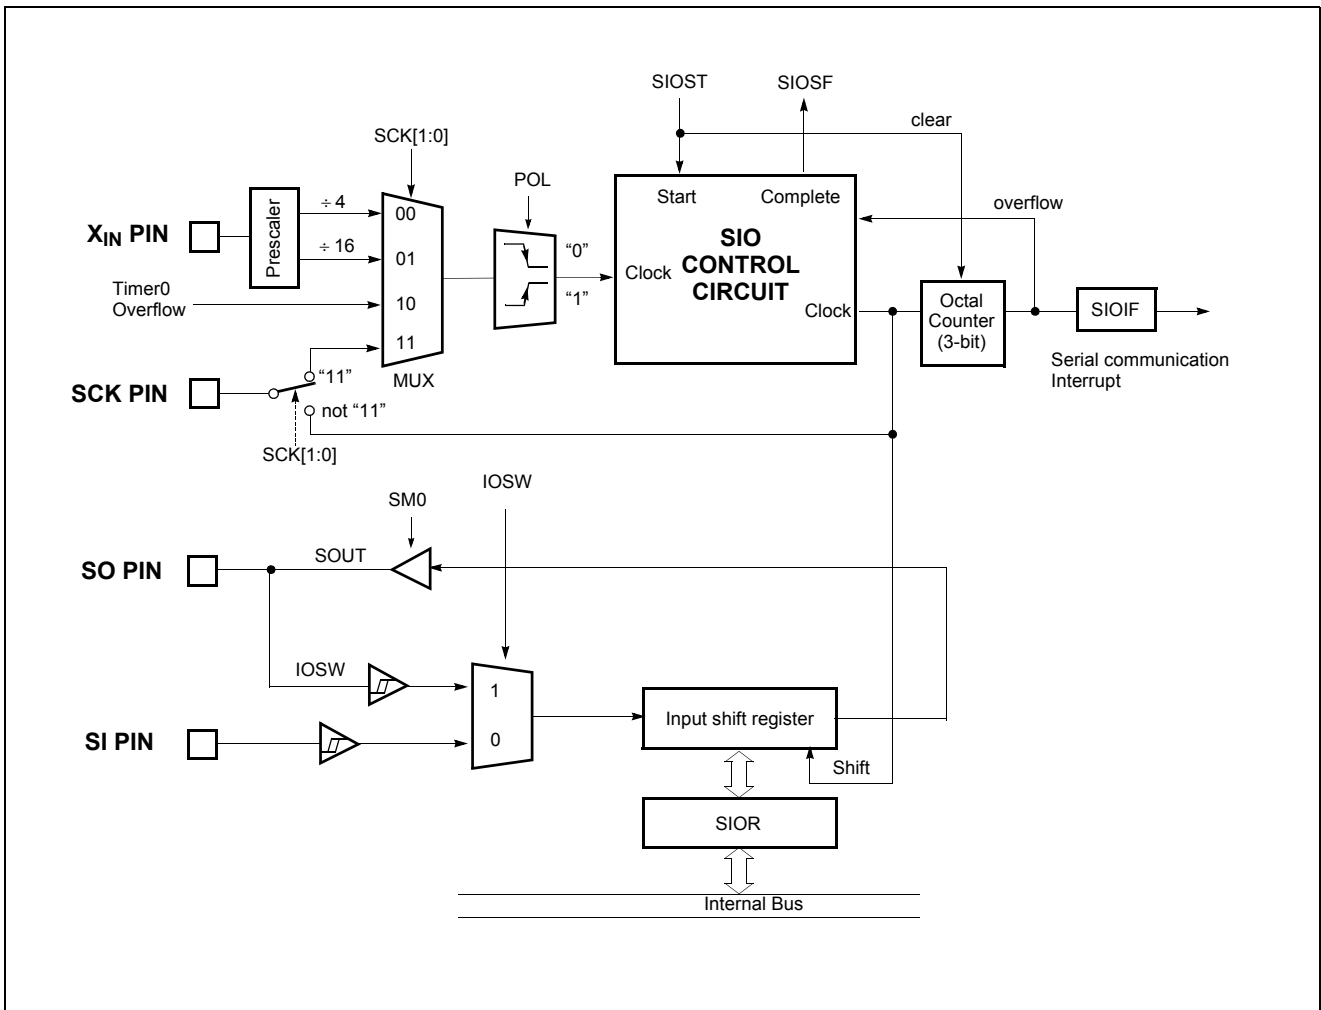 SIOST
SIOSF
clear
SCK[1:0]
POL
Start
Complete
overflow
÷ 4
00
XIN PIN
Prescaler
÷ 16
01
"0"
SIO
CONTROL
CIRCUIT
Clock
"1"
Timer0
Overflow
10
Clock
Octal
Counter
(3-bit)
SIOIF
11
"11"
MUX
Serial communication
Interrupt
SCK PIN
not "11"
SCK[1:0]
IOSW
SM0
SO PIN
SOUT
IOSW
1
Input shift register
SI PIN
0
Shift
SIOR
Internal Bus